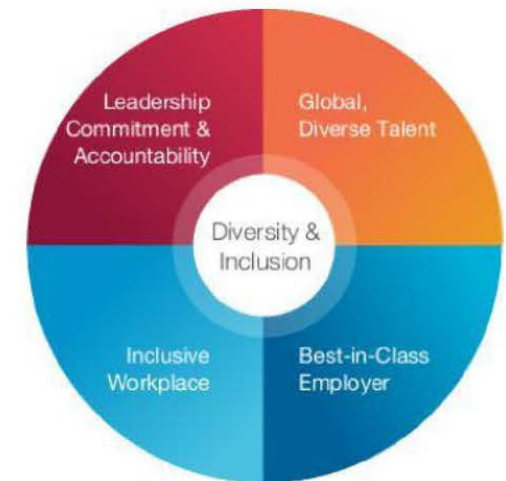 Leadership
Commitment &
Accountability
Global,
Diverse Talent
Diversity &
Inclusion
Inclusive
Workplace
Best-in-Class
Employer